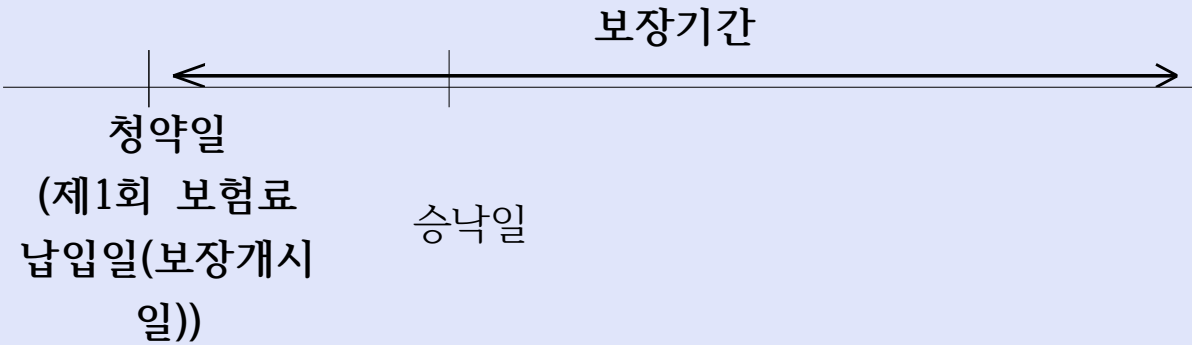 보장기간
청약일
(제1회 보험료
납입일(보장개시
일))
승낙일